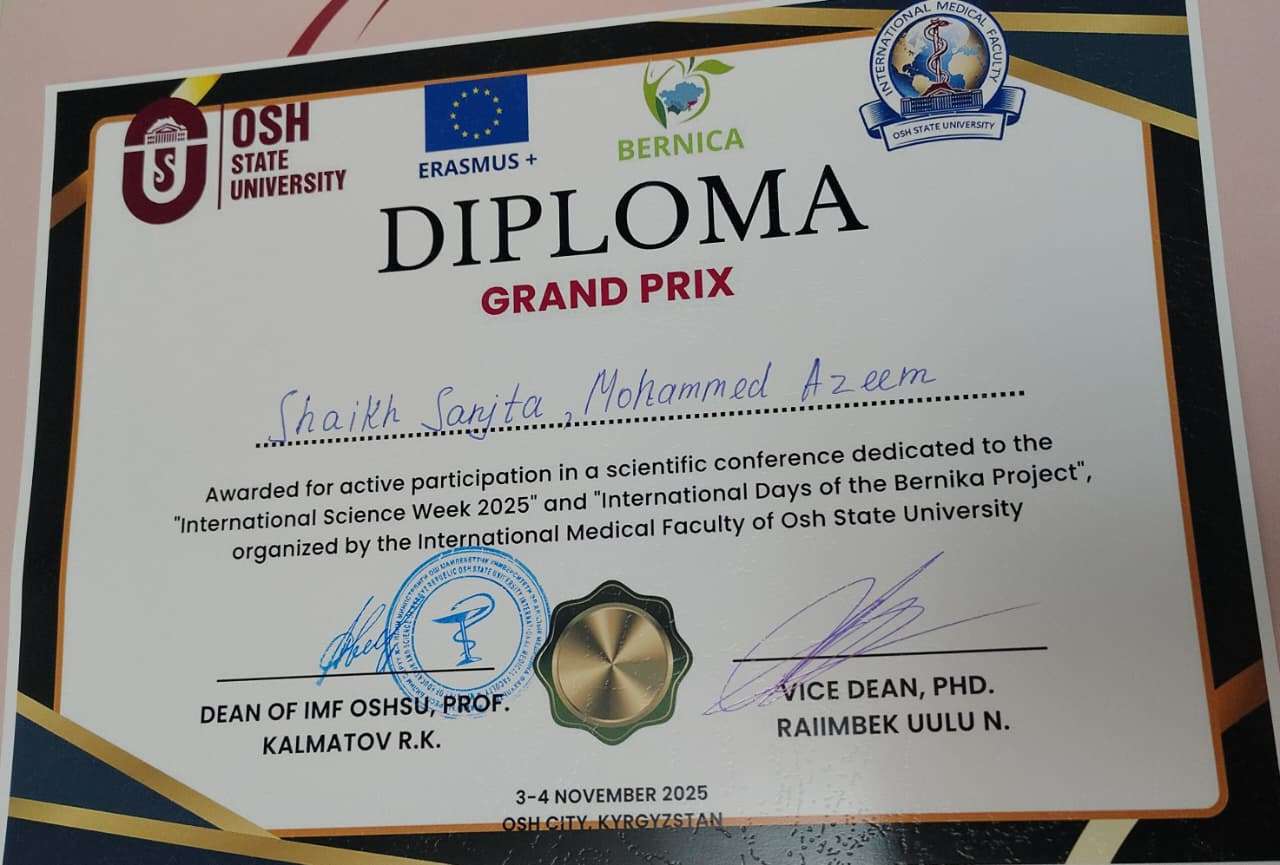 OSH
STATE
UNIVERSITY
ERASMUS +
BERNICA
INTERNATIONAL MEDICAL FACULTY
OSH STATE UNIVERSITY
DIPLOMA
GRAND PRIX
Shaikh Sanjta, Mohammed Azeem
Awarded for active participation in a scientific conference dedicated to the
"International Science Week 2025" and "International Days of the Bernika Project",
organized by the International Medical Faculty of Osh State University
DEAN OF IMF OSHSU, PROF.
KALMATOV R.K.
VICE DEAN, PHD.
RAIIMBEK UULU N.
3-4 NOVEMBER 2025
OSH CITY, KYRGYZSTAN